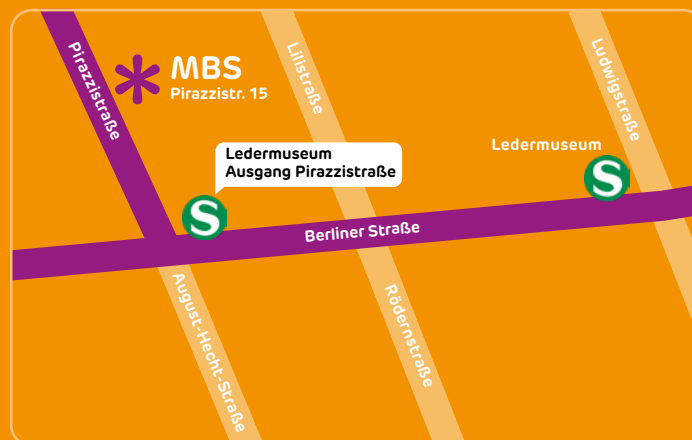 Pirazzistraße
MBS
Pirazzistr. 15
Lilistraße
Ludwigstraße
Ledermuseum
Ausgang Pirazzistraße
S
Ledermuseum
S
Berliner Straße
August-Hecht-Straße
Rödernstraße